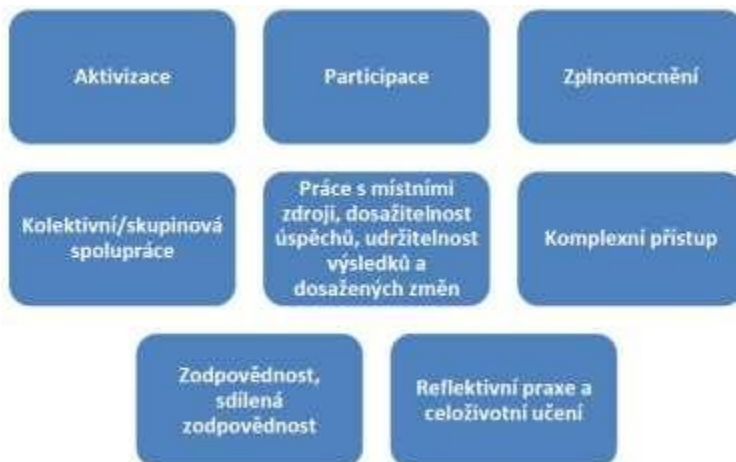 Aktivizace
Participace
Zplnomocnění
Kolektivní/skupinová
spolupráce
Práce s místními
zdroji, dosažitelnost
úspěchů, udržitelnost
výsledků a
dosažených změn
Komplexní přístup
Zodpovědnost,
sdílená
zodpovědnost
Reflektivní praxe a
celoživotní učení